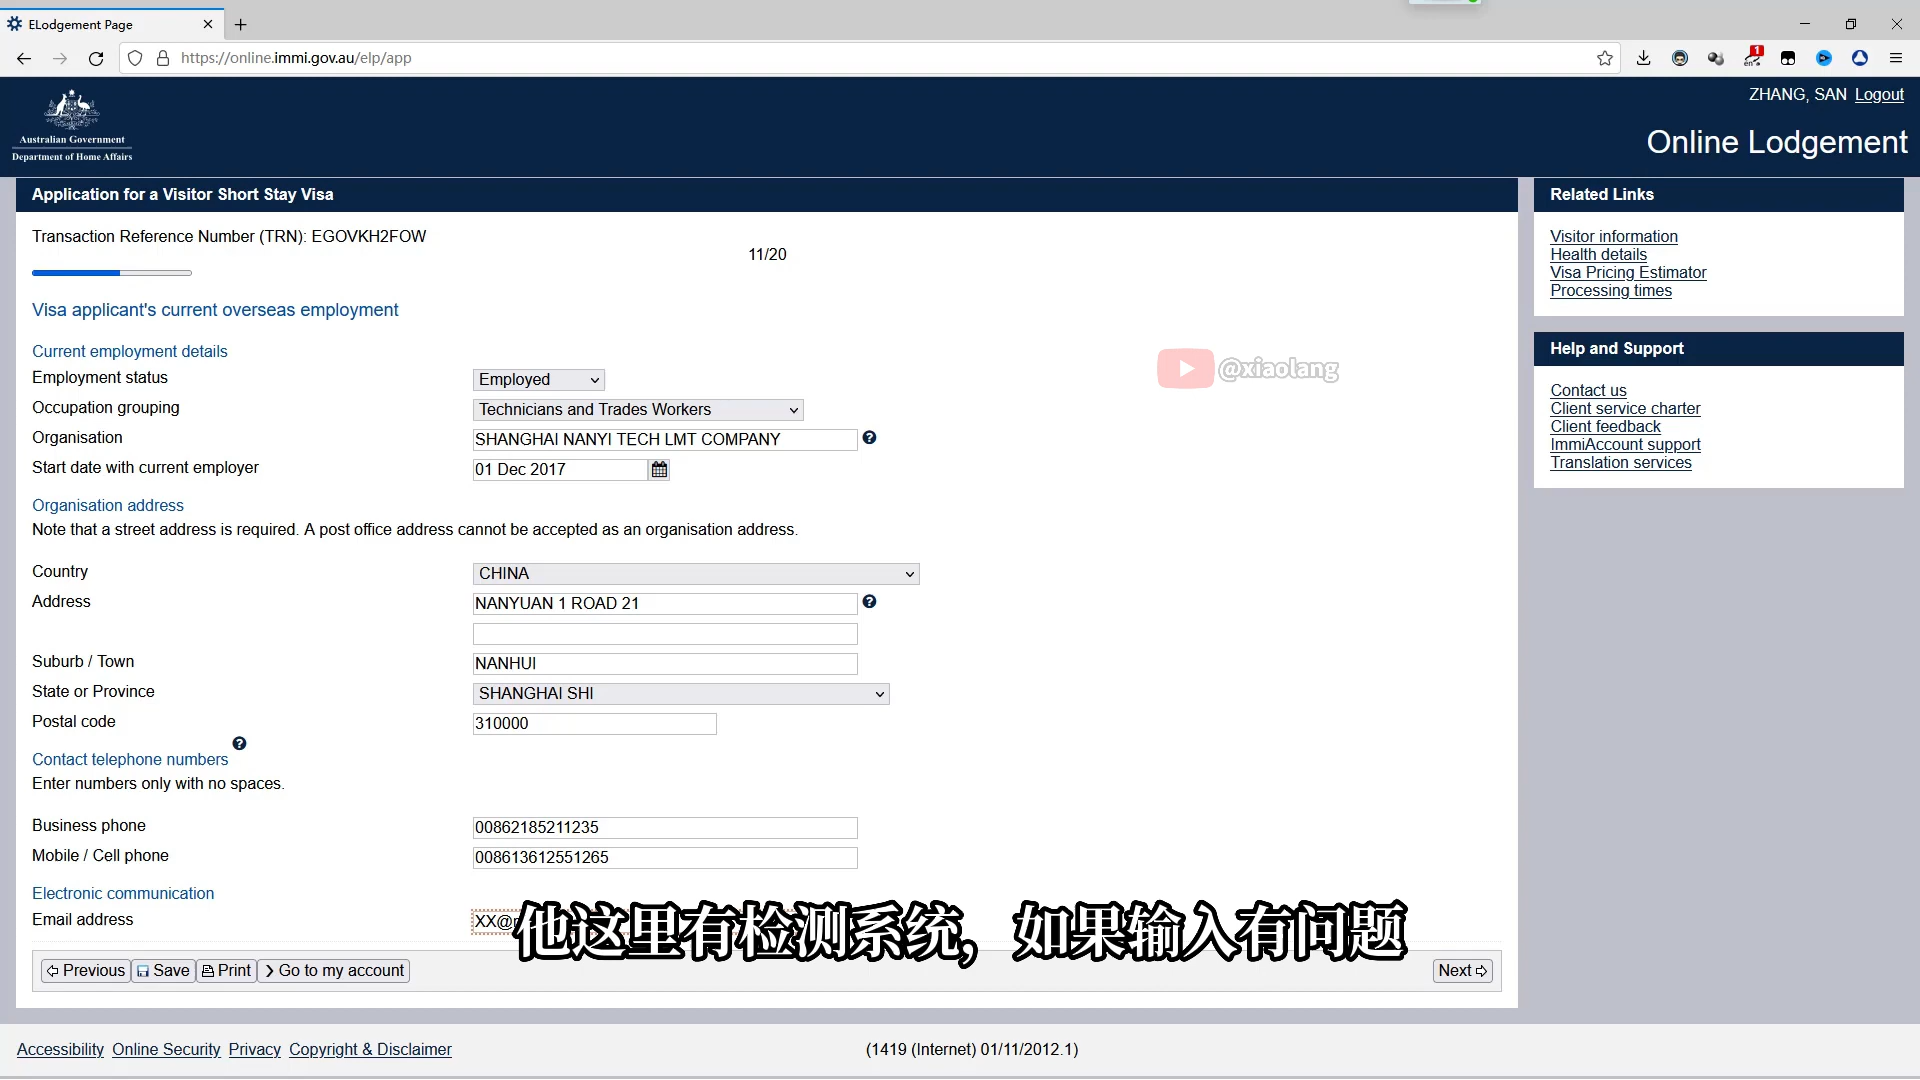 ELodgement Page
https://online.immi.gov.au/elp/app
1
en
ZHANG, SAN Logout
Australian Government
Department of Home Affairs
Online Lodgement
Application for a Visitor Short Stay Visa
Transaction Reference Number (TRN): EGOVKH2FOW
11/20
Visa applicant's current overseas employment
Current employment details
Employment status Employed
Occupation grouping Technicians and Trades Workers
Organisation SHANGHAI NANYI TECH LMT COMPANY
Start date with current employer 01 Dec 2017
Organisation address
Note that a street address is required. A post office address cannot be accepted as an organisation address.
Country CHINA
Address NANYUAN 1 ROAD 21
Suburb / Town NANHUI
State or Province SHANGHAI SHI
Postal code 310000
Contact telephone numbers
Enter numbers only with no spaces.
Business phone 00862185211235
Mobile / Cell phone 008613612551265
Electronic communication
Email address XX@
他这里有检测系统,如果输入有问题
Previous Save Print Go to my account Next
@xiaolang
Related Links
Visitor information
Health details
Visa Pricing Estimator
Processing times
Help and Support
Contact us
Client service charter
Client feedback
ImmiAccount support
Translation services
Accessibility Online Security Privacy Copyright & Disclaimer
(1419 (Internet) 01/11/2012.1)